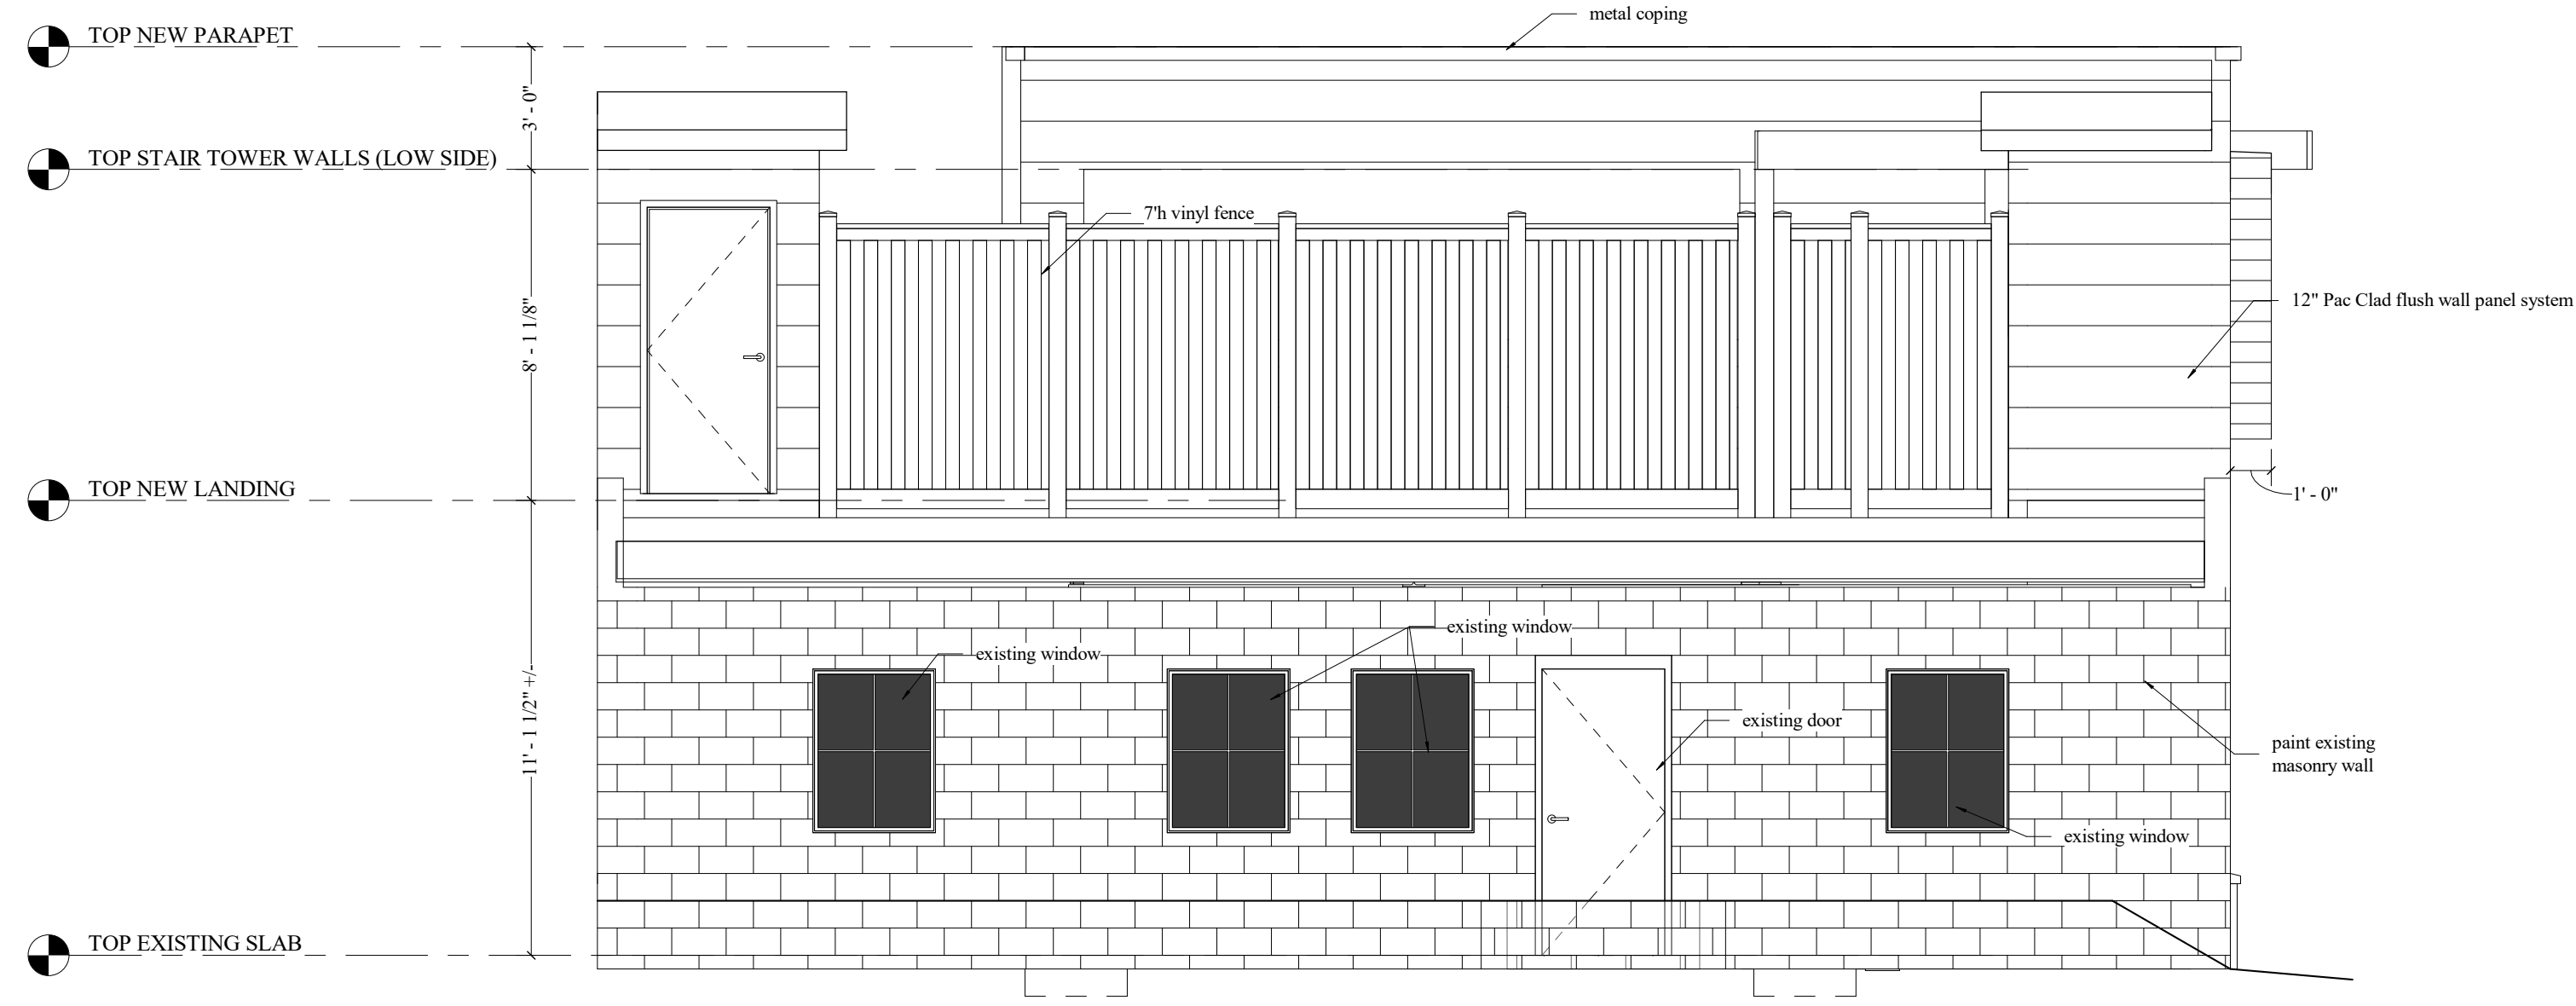 metal coping
TOP NEW PARAPET
3' - 0"
TOP STAIR TOWER WALLS (LOW SIDE)
7'h vinyl fence
8' - 1 1/8"
12" Pac Clad flush wall panel system
TOP NEW LANDING
1' - 0"
existing window
existing window
11' - 1 1/2" +/-
existing door
paint existing
masonry wall
existing window
TOP EXISTING SLAB